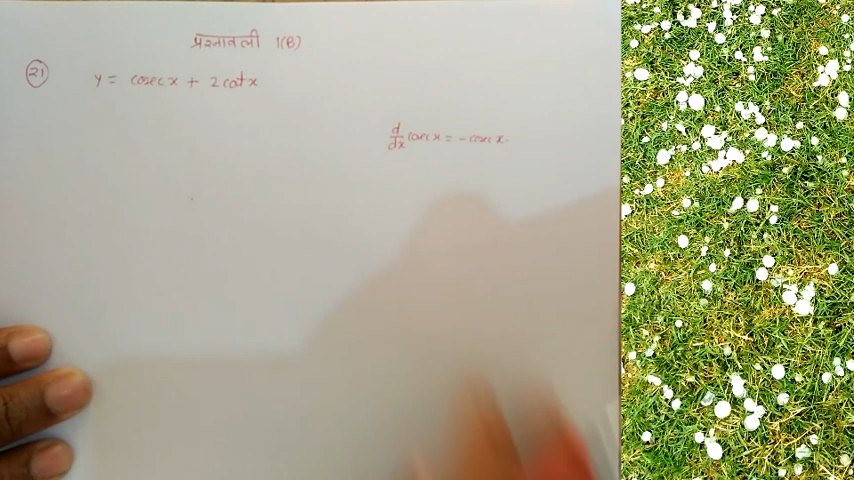 प्रश्नावली 1(B)
21 y = cosec x + 2 cot x
d/dx cosec x = - cosec x.